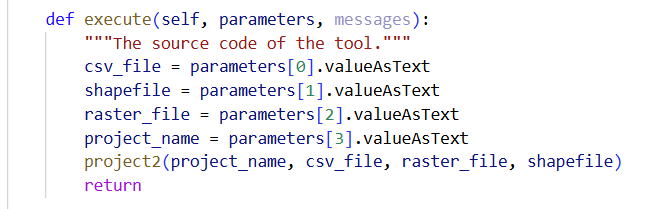 def execute(self, parameters, messages):
    """The source code of the tool."""
    csv_file = parameters[0].valueAsText
    shapefile = parameters[1].valueAsText
    raster_file = parameters[2].valueAsText
    project_name = parameters[3].valueAsText
    project2(project_name, csv_file, raster_file, shapefile)
    return